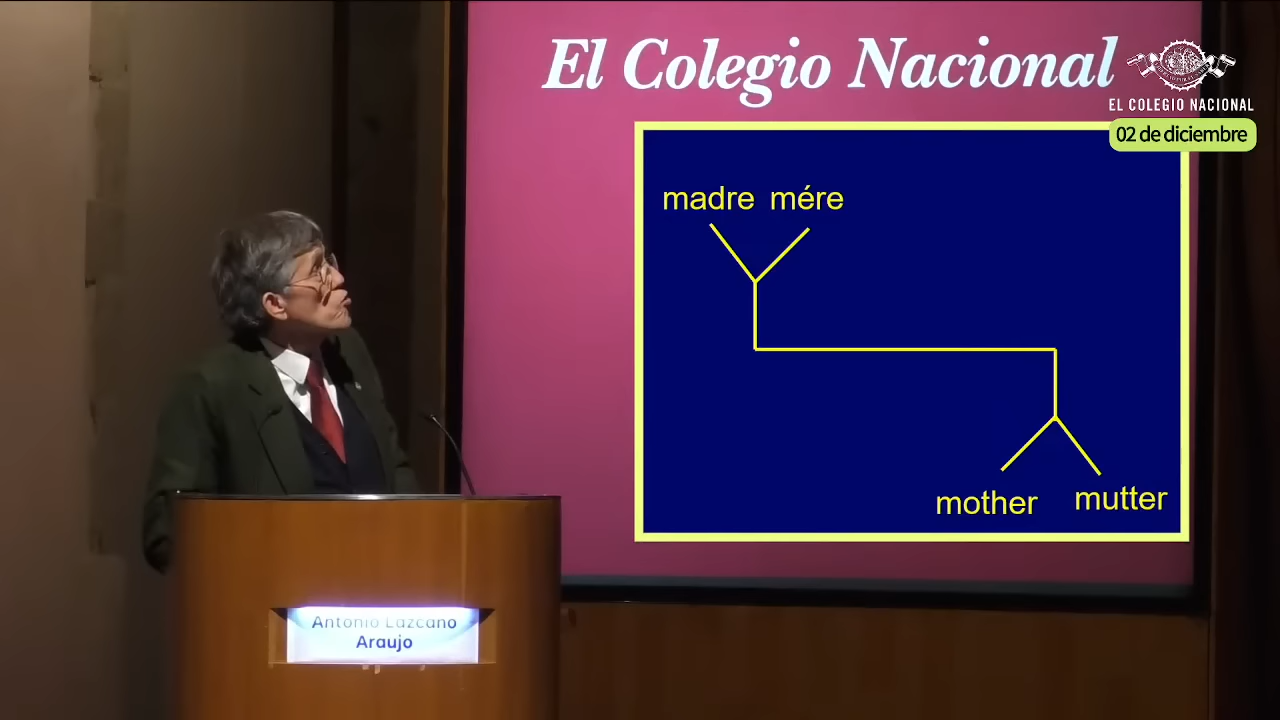 El Colegio Nacional
EL COLEGIO NACIONAL
02 de diciembre
madre mére
mother mutter
Antonio Lazcano
Araujo